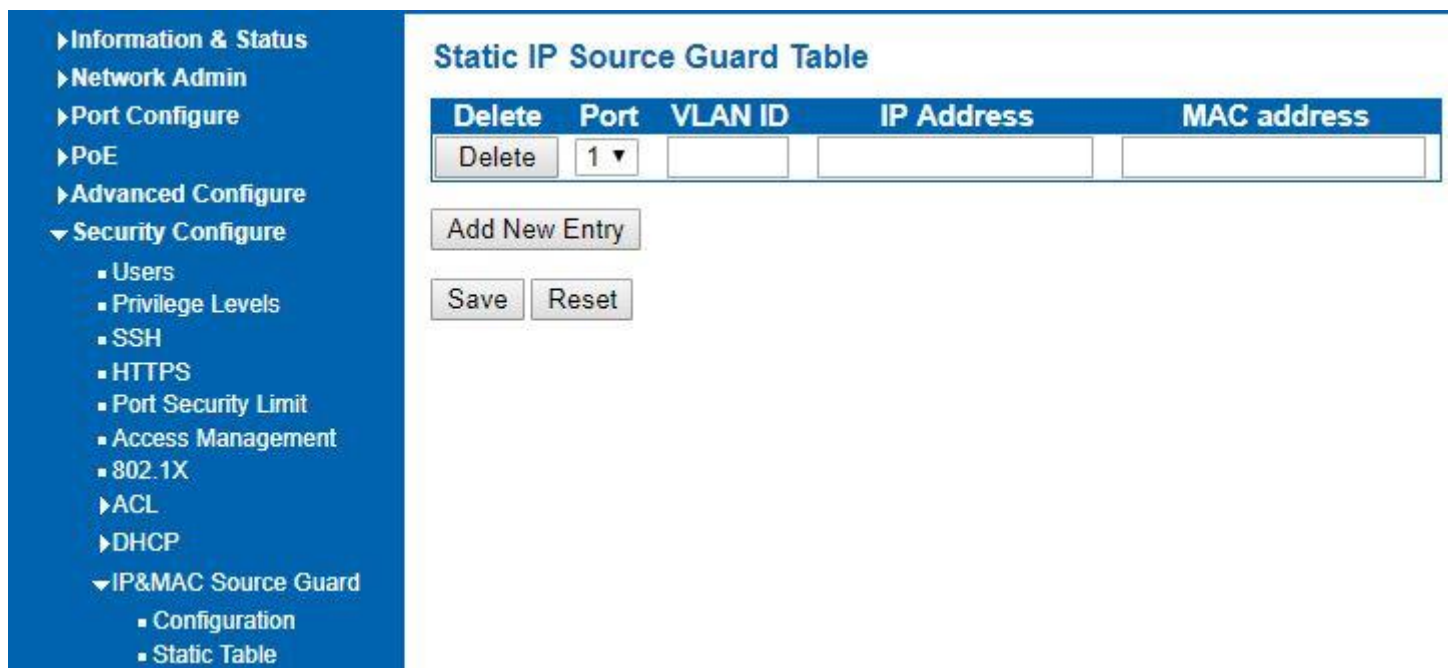 Information & Status
Network Admin
Port Configure
PoE
Advanced Configure
Security Configure
Users
Privilege Levels
SSH
HTTPS
Port Security Limit
Access Management
802.1X
ACL
DHCP
IP&MAC Source Guard
Configuration
Static Table
Static IP Source Guard Table
Delete Port VLAN ID IP Address MAC address
Delete 1
Add New Entry
Save Reset